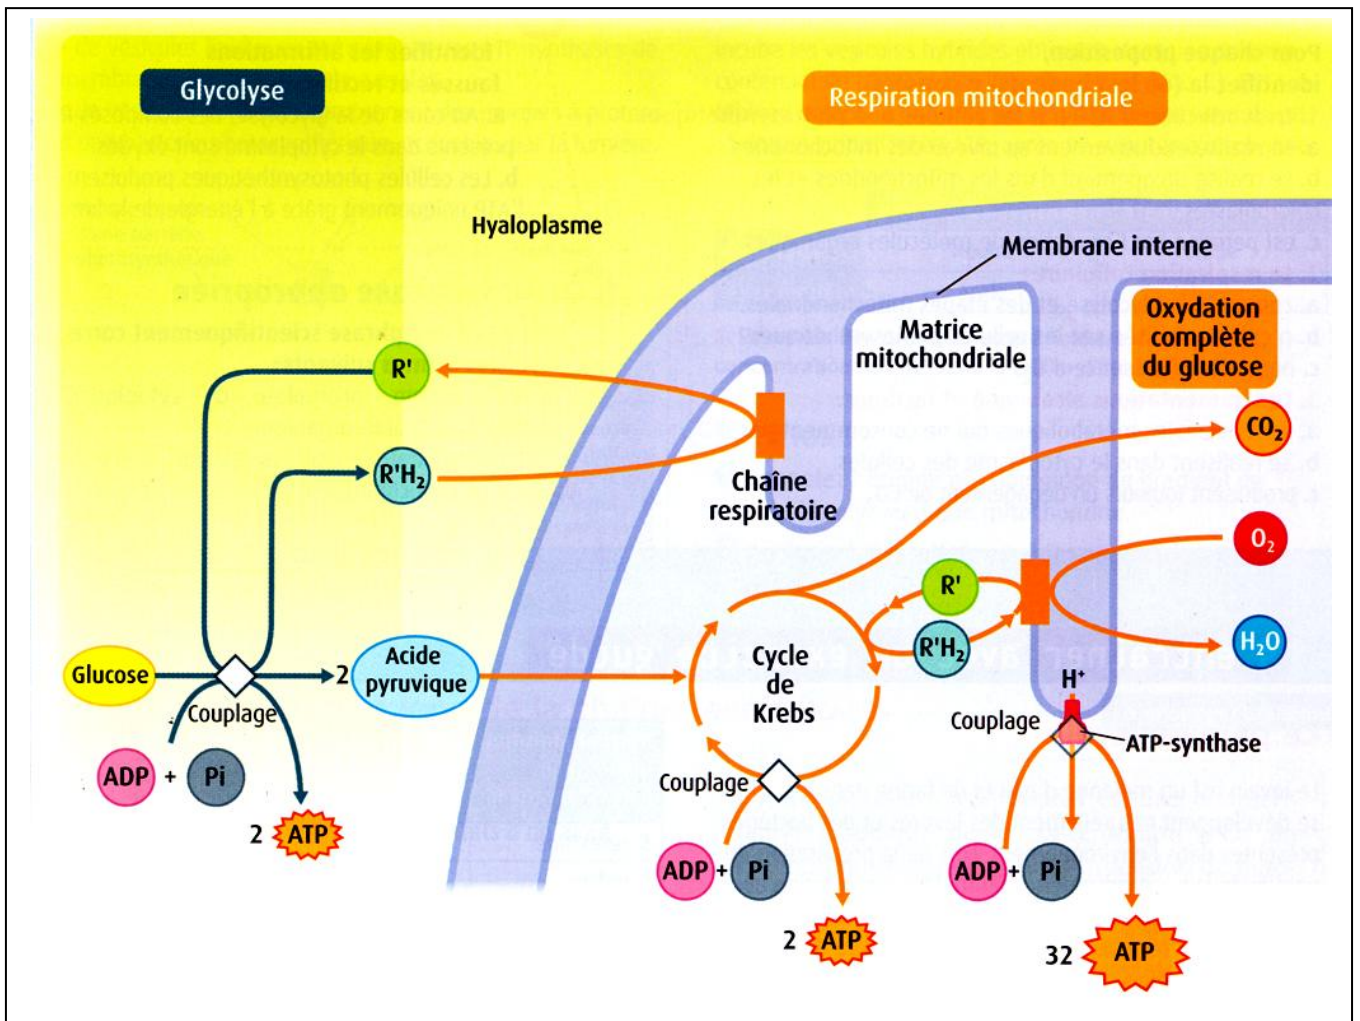 Glycolyse
Respiration mitochondriale
Hyaloplasme
Membrane interne
Matrice
mitochondriale
Oxydation
complète
du glucose
CO₂
R'
R'H₂
Chaîne
respiratoire
O₂
H₂O
R'
R'H₂
Glucose
2
Acide
pyruvique
Couplage
ADP + Pi
2 ATP
Cycle
de
Krebs
Couplage
ADP + Pi
2 ATP
H⁺
Couplage
ATP-synthase
ADP + Pi
32 ATP